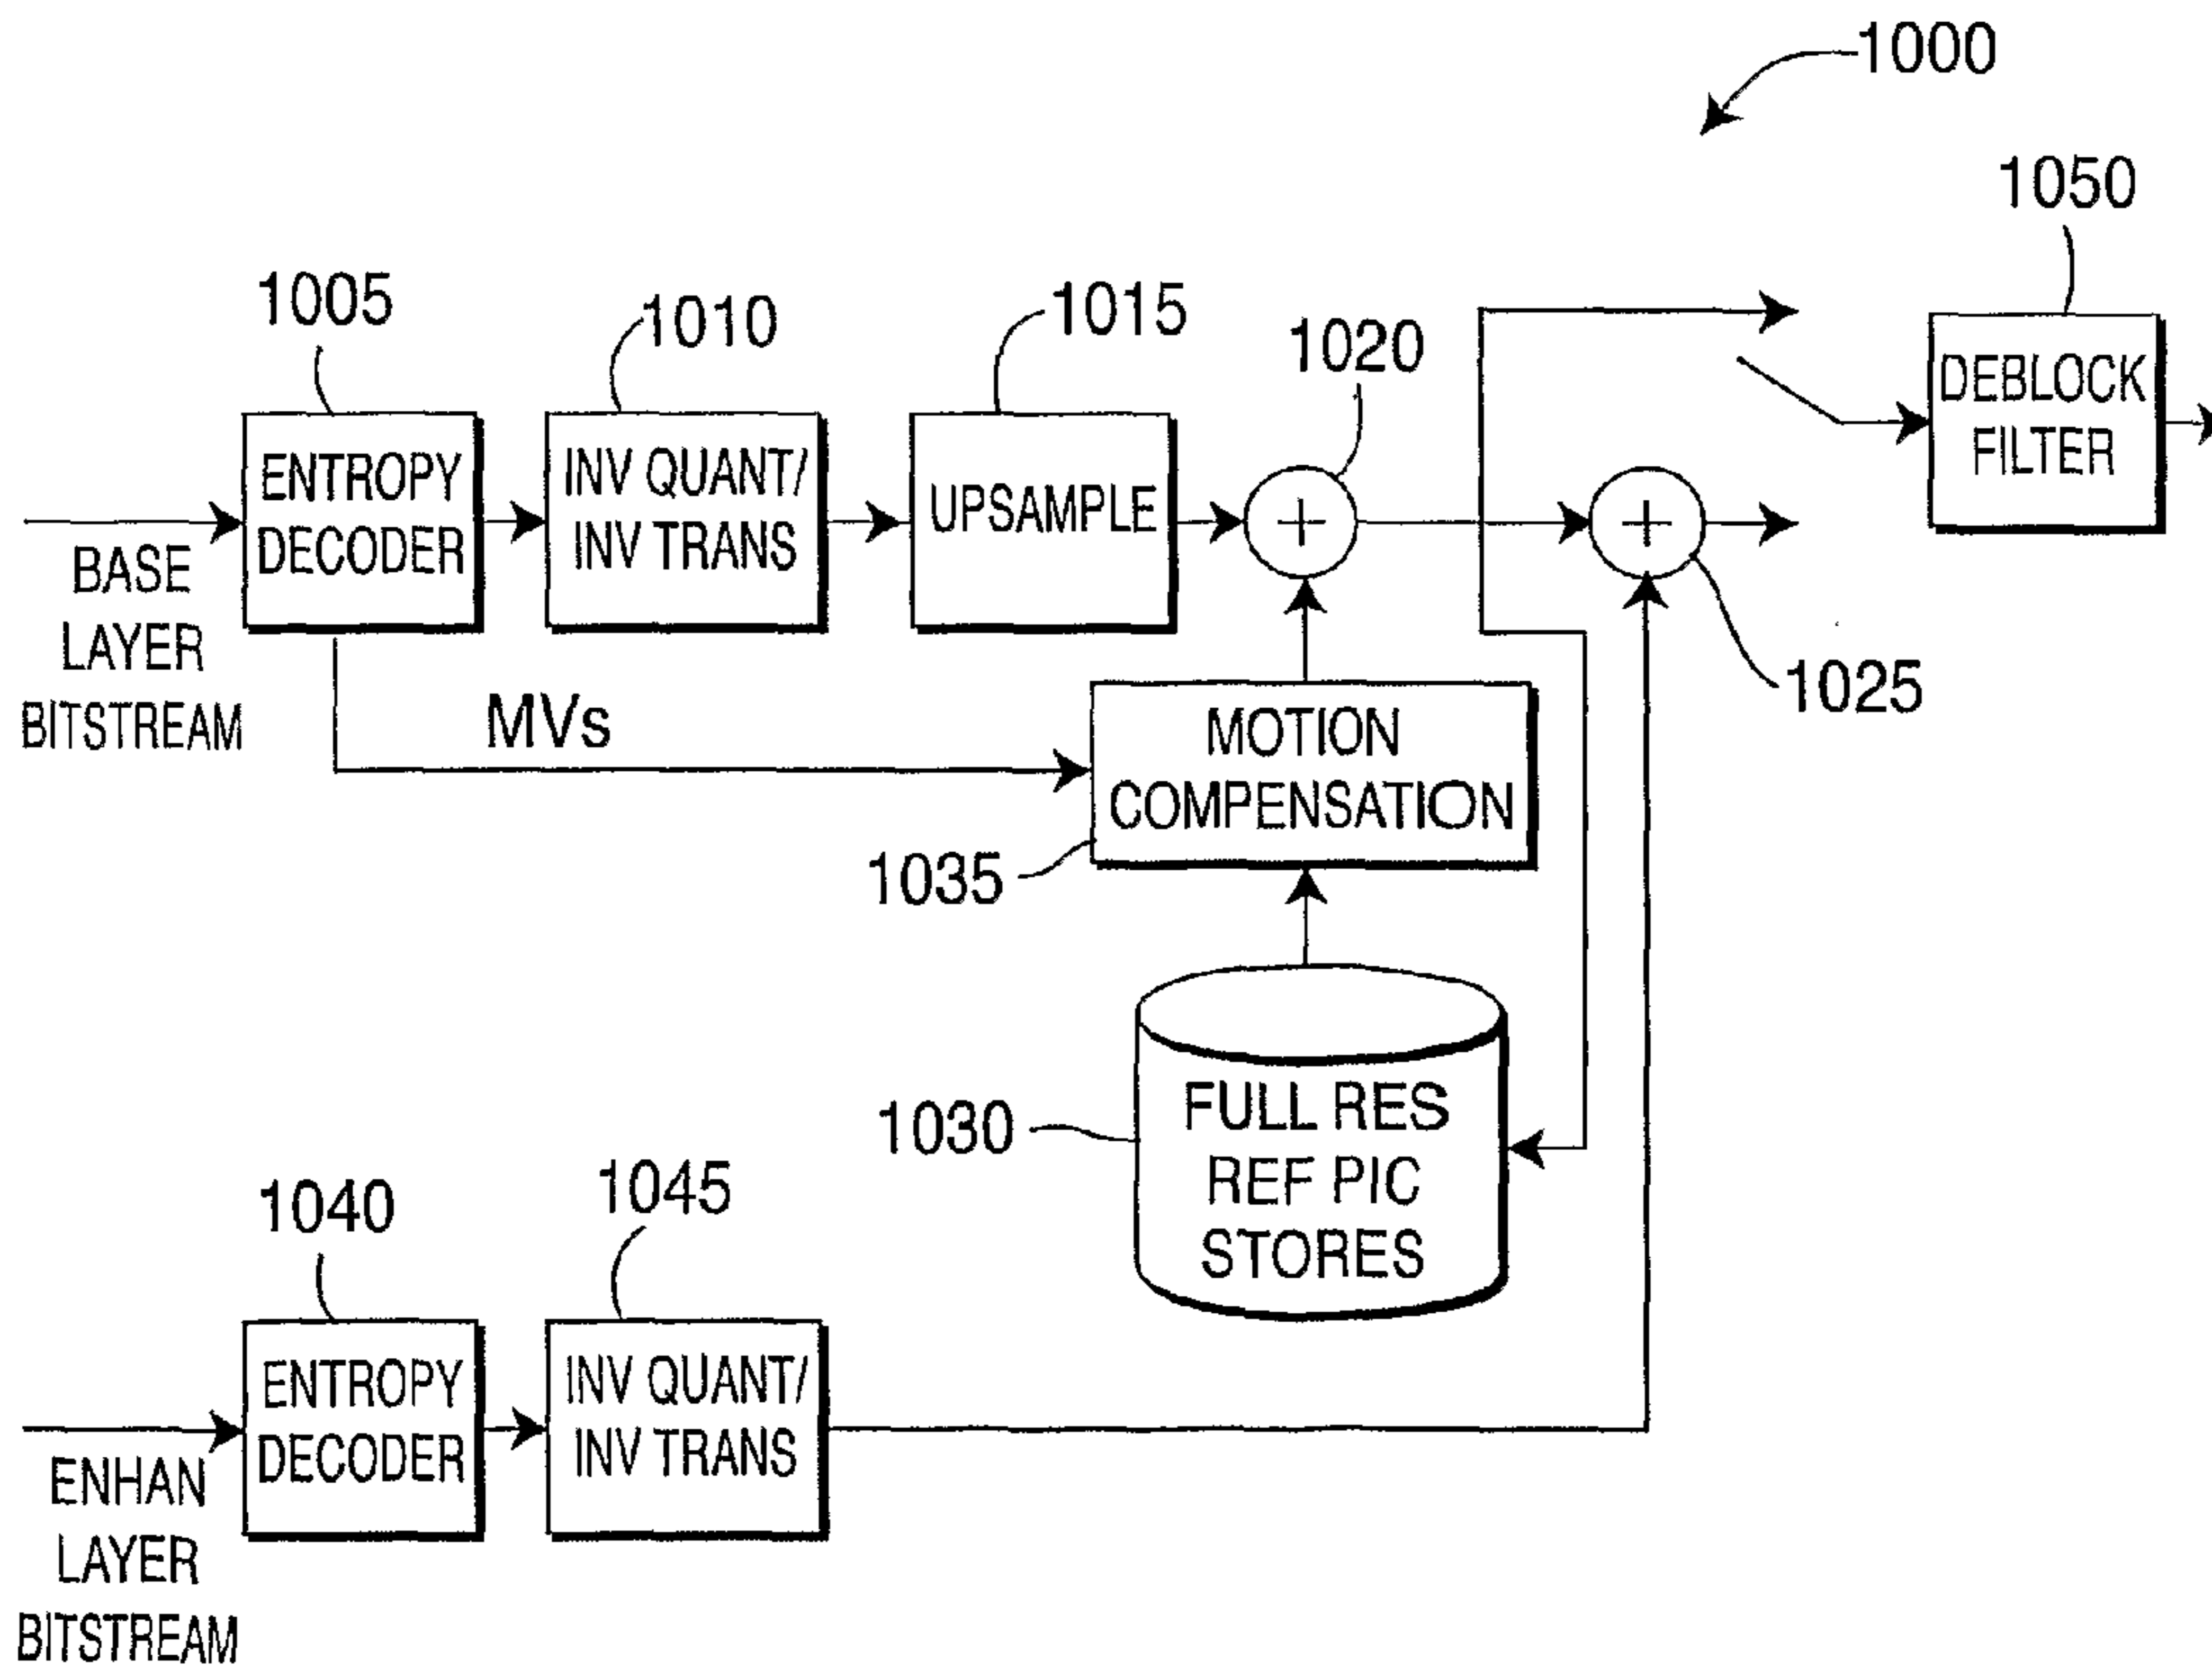 1000
1050
1005
1010
1015
1020
DEBLOCK
FILTER
ENTROPY
DECODER
INV QUANT/
INV TRANS
UPSAMPLE
+
+
BASE
LAYER
BITSTREAM
MVs
1025
MOTION
COMPENSATION
1035
1030
FULL RES
REF PIC
STORES
1040
1045
ENTROPY
DECODER
INV QUANT/
INV TRANS
ENHAN
LAYER
BITSTREAM